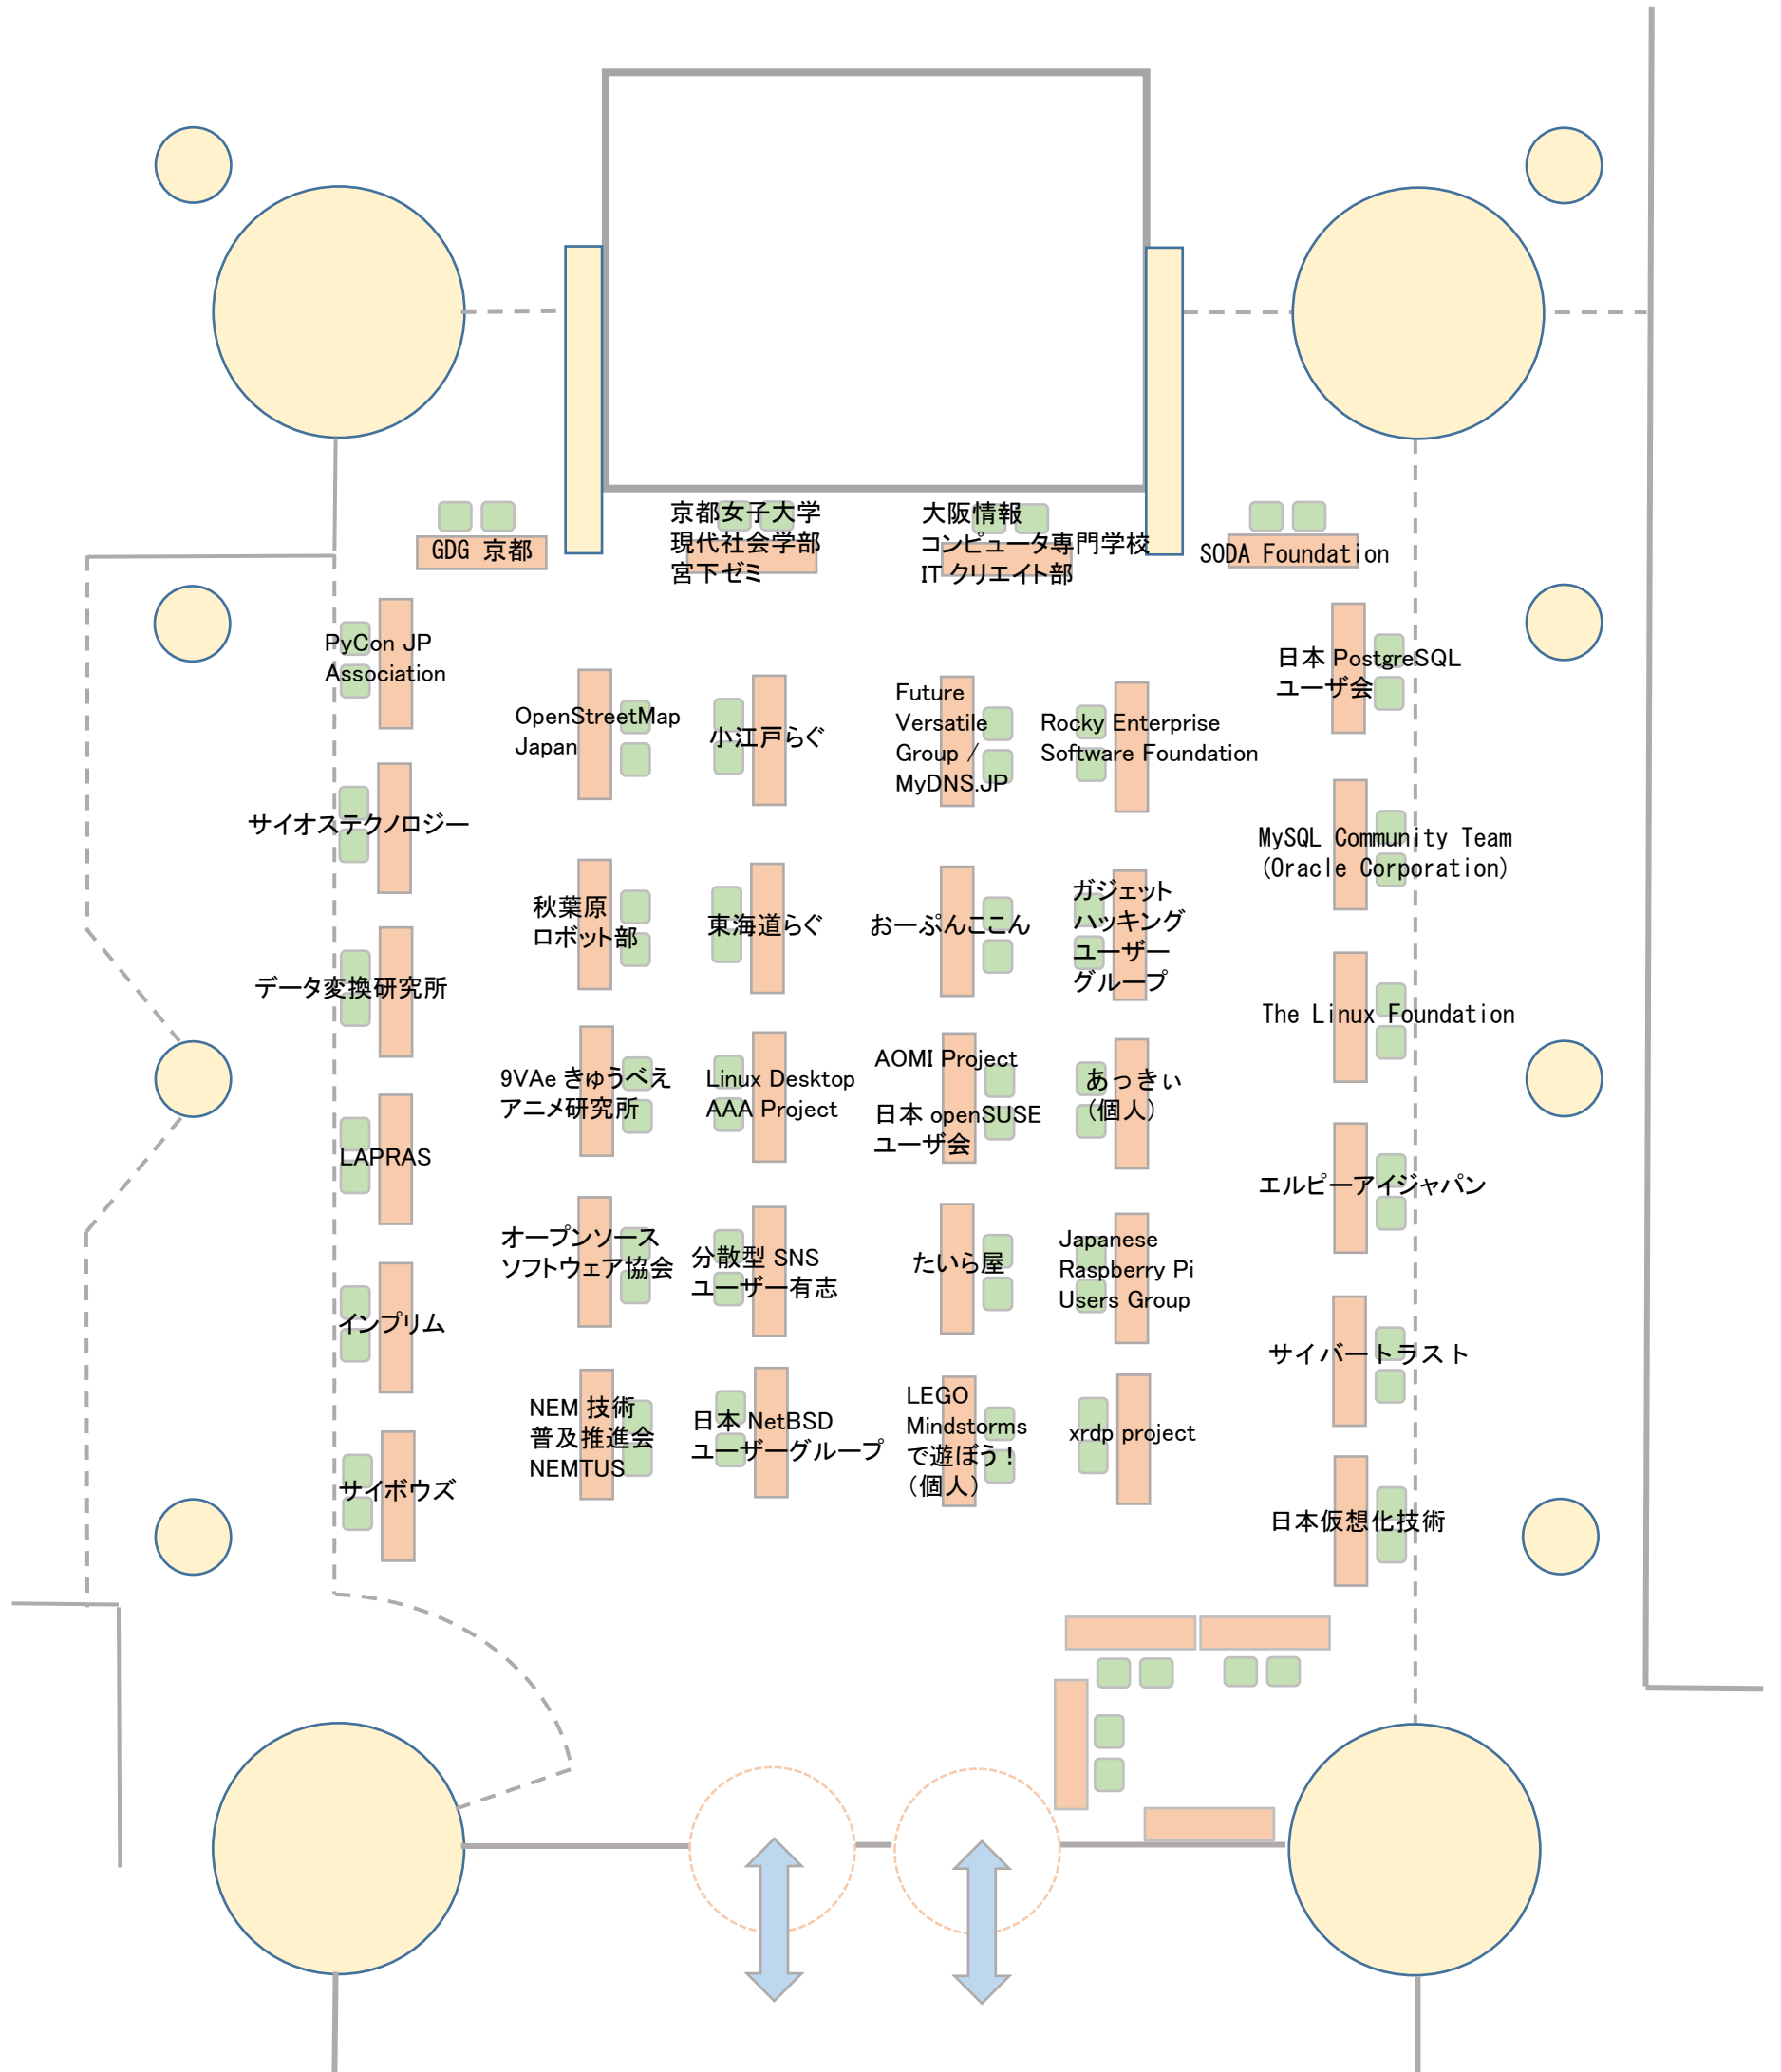 GDG 京都
京都女子大学
現代社会学部
宮下ゼミ
大阪情報
コンピュータ専門学校
IT クリエイト部
SODA Foundation
PyCon JP
Association
サイオステクノロジー
データ変換研究所
LAPRAS
インプリム
サイボウズ
OpenStreetMap
Japan
秋葉原
ロボット部
9VAe きゅうべえ
アニメ研究所
オープンソース
ソフトウェア協会
NEM 技術
普及推進会
NEMTUS
小江戸らぐ
東海道らぐ
Linux Desktop
AAA Project
分散型 SNS
ユーザー有志
日本 NetBSD
ユーザーグループ
Future
Versatile
Group /
MyDNS.JP
おーぷんここん
AOMI Project
日本 openSUSE
ユーザ会
たいら屋
LEGO
Mindstorms
で遊ぼう！
（個人）
Rocky Enterprise
Software Foundation
ガジェット
ハッキング
ユーザー
グループ
あっきぃ
（個人）
Japanese
Raspberry Pi
Users Group
xrdp project
日本 PostgreSQL
ユーザ会
MySQL Community Team
(Oracle Corporation)
The Linux Foundation
エルピーアイジャパン
サイバートラスト
日本仮想化技術